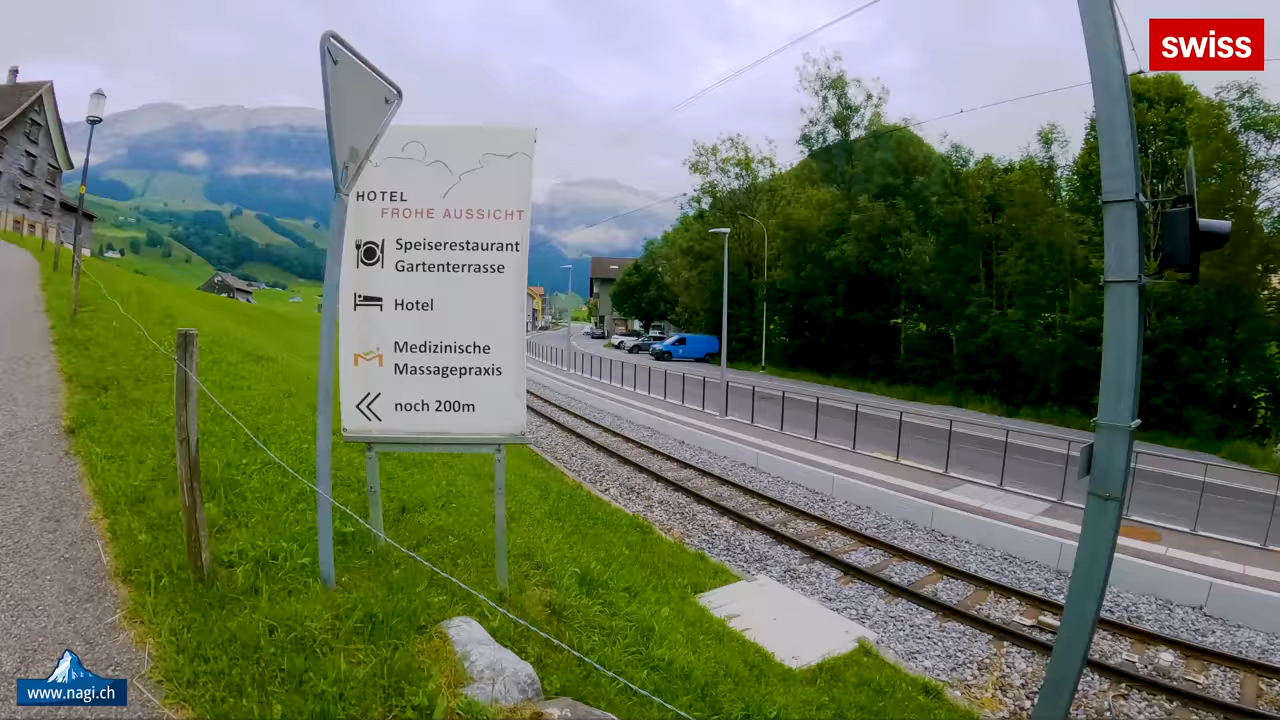 swiss
HOTEL
FROHE AUSSICHT
Speiserestaurant
Gartenterrasse
Hotel
Medizinische
Massagepraxis
noch 200m
www.nagi.ch